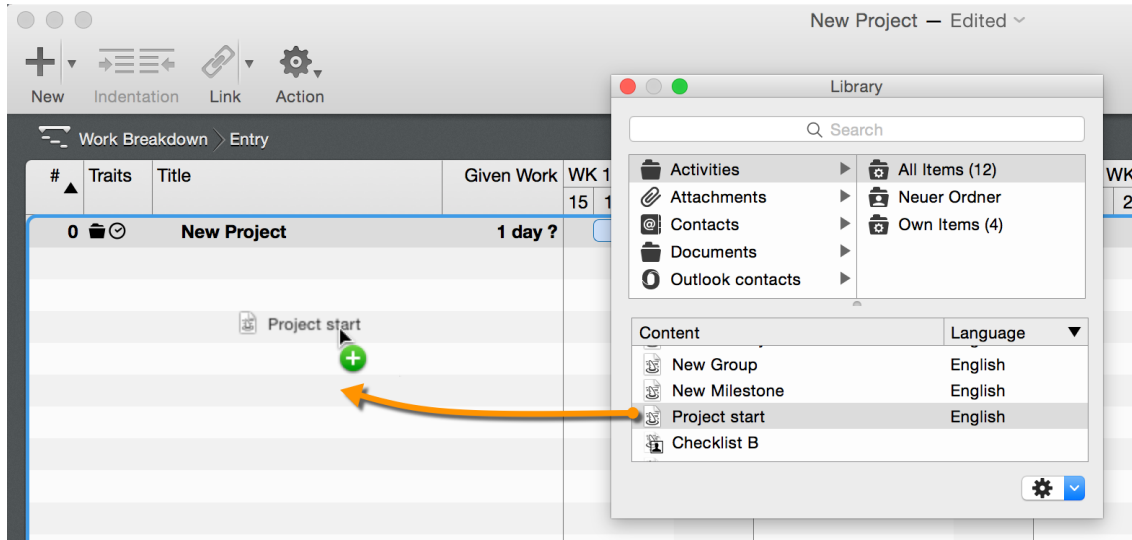 New Project — Edited
New Indentation Link Action
Library
Work Breakdown Entry
Search
# Traits Title Given Work WK 1 WK
15 1 2
0 New Project 1 day ?
Activities
Attachments
Contacts
Documents
Outlook contacts
All Items (12)
Neuer Ordner
Own Items (4)
Project start
Content Language
New Group English
New Milestone English
Project start English
Checklist B